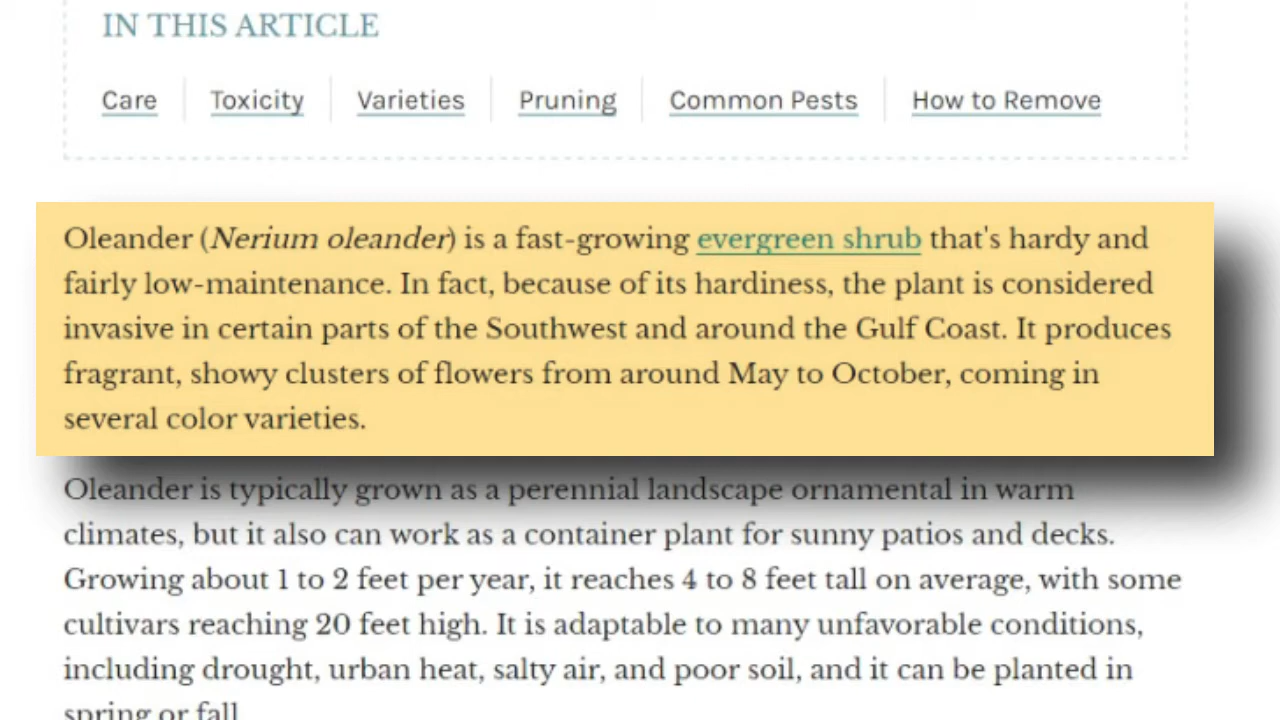 IN THIS ARTICLE
Care Toxicity Varieties Pruning Common Pests How to Remove
Oleander (Nerium oleander) is a fast-growing evergreen shrub that's hardy and
fairly low-maintenance. In fact, because of its hardiness, the plant is considered
invasive in certain parts of the Southwest and around the Gulf Coast. It produces
fragrant, showy clusters of flowers from around May to October, coming in
several color varieties.
Oleander is typically grown as a perennial landscape ornamental in warm
climates, but it also can work as a container plant for sunny patios and decks.
Growing about 1 to 2 feet per year, it reaches 4 to 8 feet tall on average, with some
cultivars reaching 20 feet high. It is adaptable to many unfavorable conditions,
including drought, urban heat, salty air, and poor soil, and it can be planted in
spring or fall